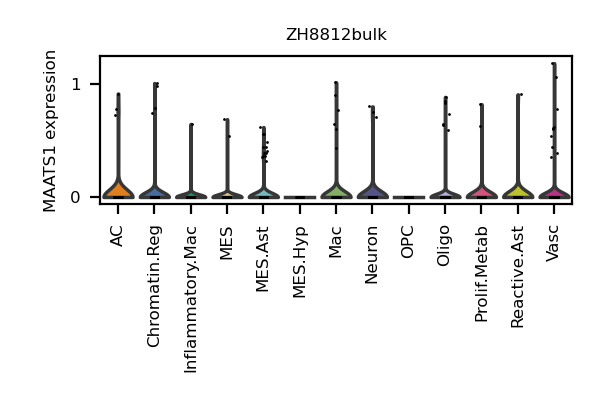 ZH8812bulk
MAATS1 expression
1
0
AC
Chromatin.Reg
Inflammatory.Mac
MES
MES.Ast
MES.Hyp
Mac
Neuron
OPC
Oligo
Prolif.Metab
Reactive.Ast
Vasc